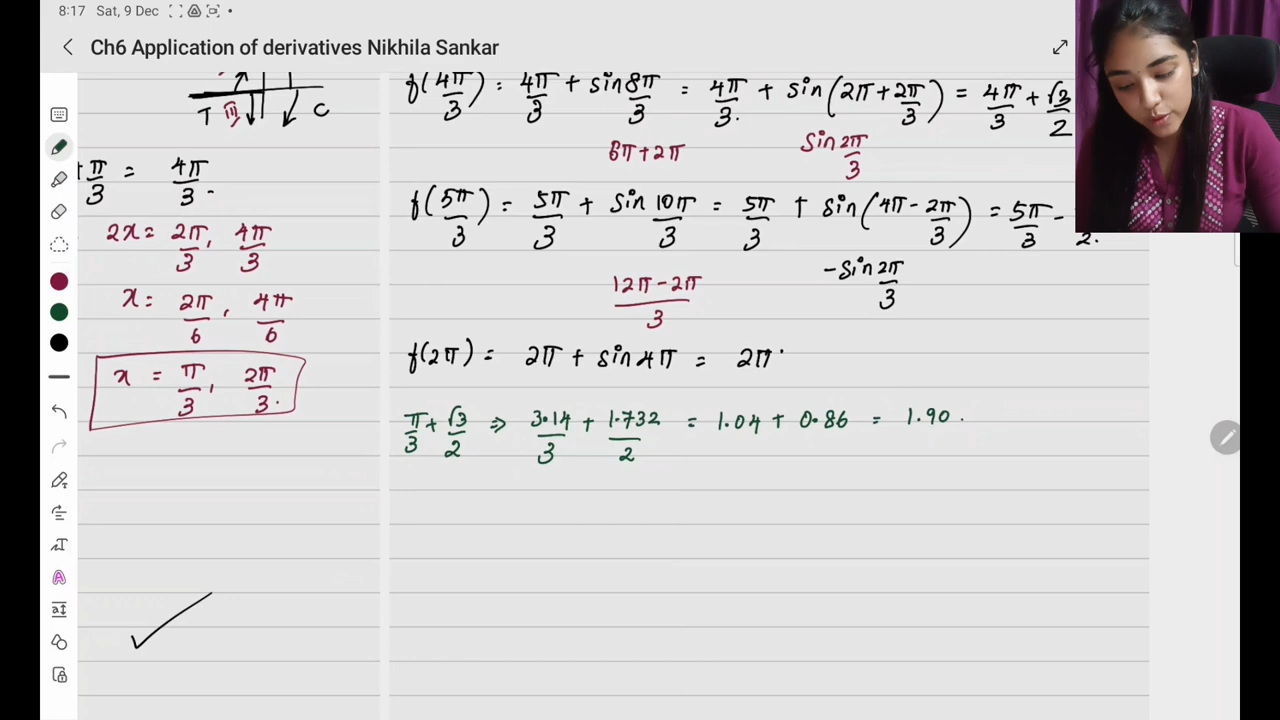 8:17 Sat, 9 Dec
Ch6 Application of derivatives Nikhila Sankar
T III C
+π/3 = 4π/3.
2x = 2π/3, 4π/3
x = 2π/6, 4π/6
x = π/3, 2π/3.
f(4π/3) = 4π/3 + sin 8π/3 = 4π/3. + sin(2π + 2π/3) = 4π/3 + √3/2
6π+2π
sin 2π/3
f(5π/3) = 5π/3 + sin 10π/3 = 5π/3 + sin(4π - 2π/3) = 5π/3 - 2.
12π-2π/3
-sin 2π/3
f(2π) = 2π + sin 4π = 2π.
π/3 + √3/2 ⇒ 3.14/3 + 1.732/2 = 1.04 + 0.86 = 1.90.